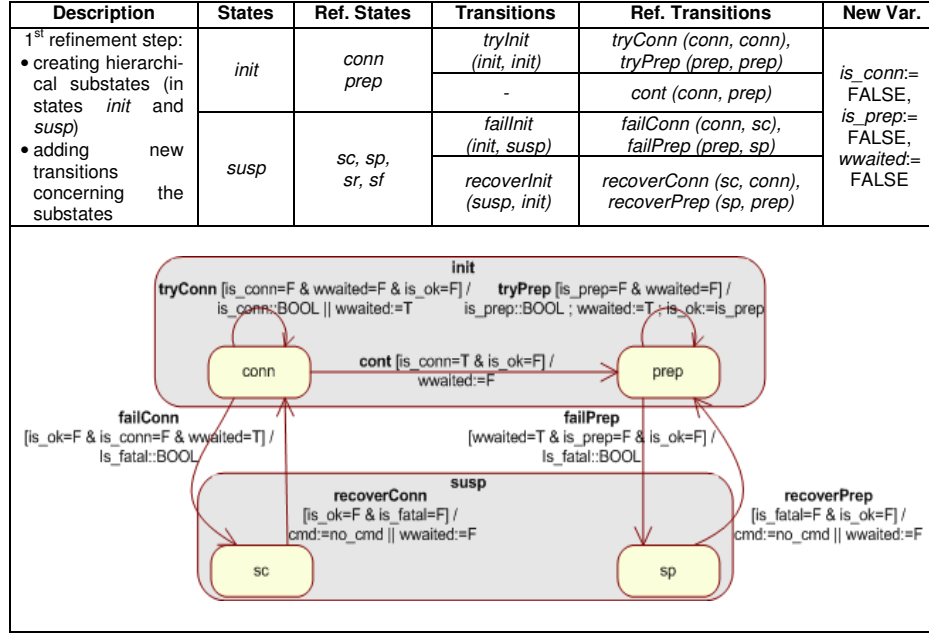 Description States Ref. States Transitions Ref. Transitions New Var.
1st refinement step:
• creating hierarchi-
cal substates (in
states init and
susp)
• adding new
transitions
concerning the
substates
init
conn
prep
tryInit
(init, init)
tryConn (conn, conn),
tryPrep (prep, prep)
-
cont (conn, prep)
susp
sc, sp,
sr, sf
failInit
(init, susp)
failConn (conn, sc),
failPrep (prep, sp)
recoverInit
(susp, init)
recoverConn (sc, conn),
recoverPrep (sp, prep)
is_conn:=
FALSE,
is_prep:=
FALSE,
wwaited:=
FALSE
init
tryConn [is_conn=F & wwaited=F & is_ok=F] /
is_conn::BOOL || wwaited:=T
tryPrep [is_prep=F & wwaited=F] /
is_prep::BOOL ; wwaited:=T ; is_ok:=is_prep
conn
cont [is_conn=T & is_ok=F] /
wwaited:=F
prep
failConn
[is_ok=F & is_conn=F & wwaited=T] /
Is_fatal::BOOL
failPrep
[wwaited=T & is_prep=F & is_ok=F] /
Is_fatal::BOOL
susp
recoverConn
[is_ok=F & is_fatal=F] /
cmd:=no_cmd || wwaited:=F
recoverPrep
[is_fatal=F & is_ok=F] /
cmd:=no_cmd || wwaited:=F
sc
sp